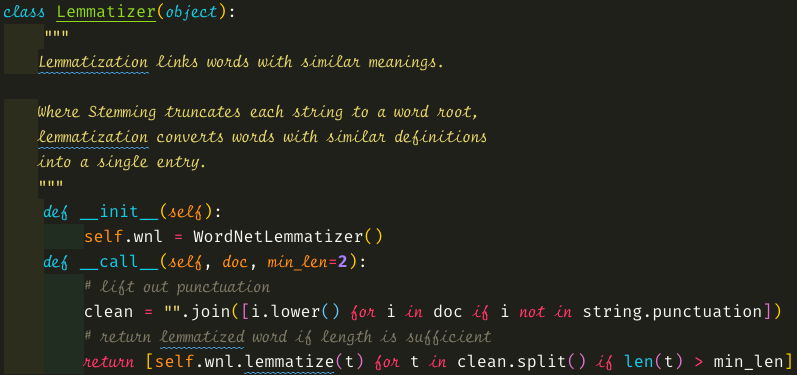 class Lemmatizer(object):
    """
    Lemmatization links words with similar meanings.

    Where Stemming truncates each string to a word root,
    lemmatization converts words with similar definitions
    into a single entry.
    """
    def __init__(self):
        self.wnl = WordNetLemmatizer()
    def __call__(self, doc, min_len=2):
        # lift out punctuation
        clean = "".join([i.lower() for i in doc if i not in string.punctuation])
        # return lemmatized word if length is sufficient
        return [self.wnl.lemmatize(t) for t in clean.split() if len(t) > min_len]